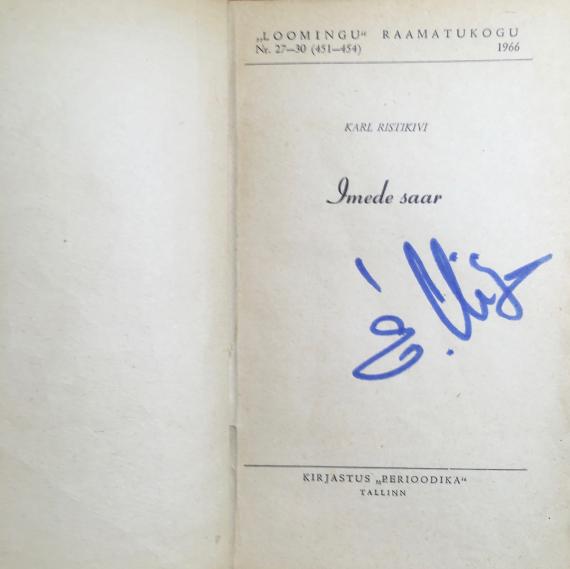 „LOOMINGU“ RAAMATUKOGU
Nr. 27—30 (451—454) 1966
KARL RISTIKIVI
Imede saar
KIRJASTUS „PERIOODIKA“
TALLINN